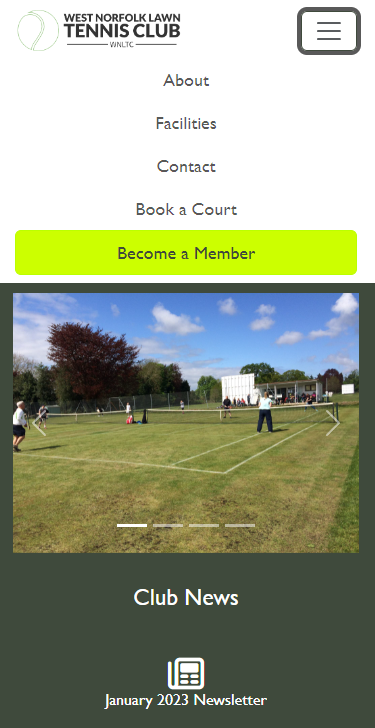 WEST NORFOLK LAWN
TENNIS CLUB
WNLTC
About
Facilities
Contact
Book a Court
Become a Member
Club News
January 2023 Newsletter